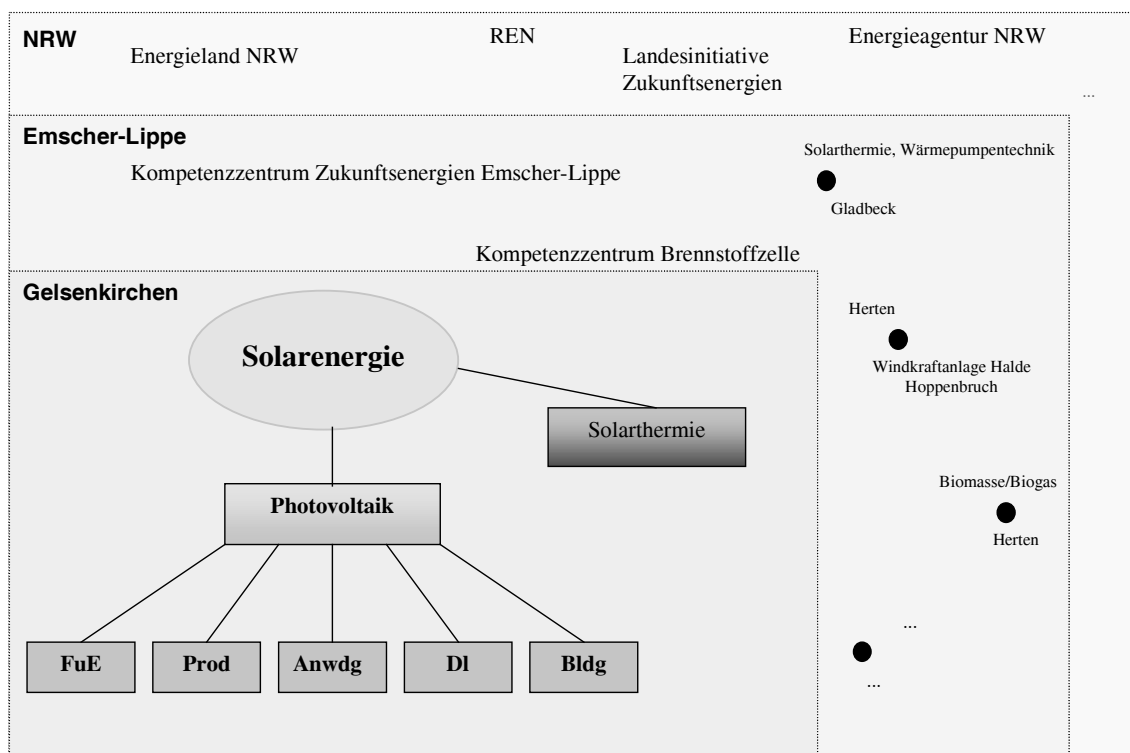 NRW
Energieland NRW
REN
Landesinitiative
Zukunftsenergien
Energieagentur NRW
...
Emscher-Lippe
Kompetenzzentrum Zukunftsenergien Emscher-Lippe
Solarthermie, Wärmepumpentechnik
Gladbeck
Kompetenzzentrum Brennstoffzelle
Gelsenkirchen
Solarenergie
Solarthermie
Herten
Windkraftanlage Halde
Hoppenbruch
Photovoltaik
Biomasse/Biogas
Herten
FuE
Prod
Anwdg
Dl
Bldg
...
...